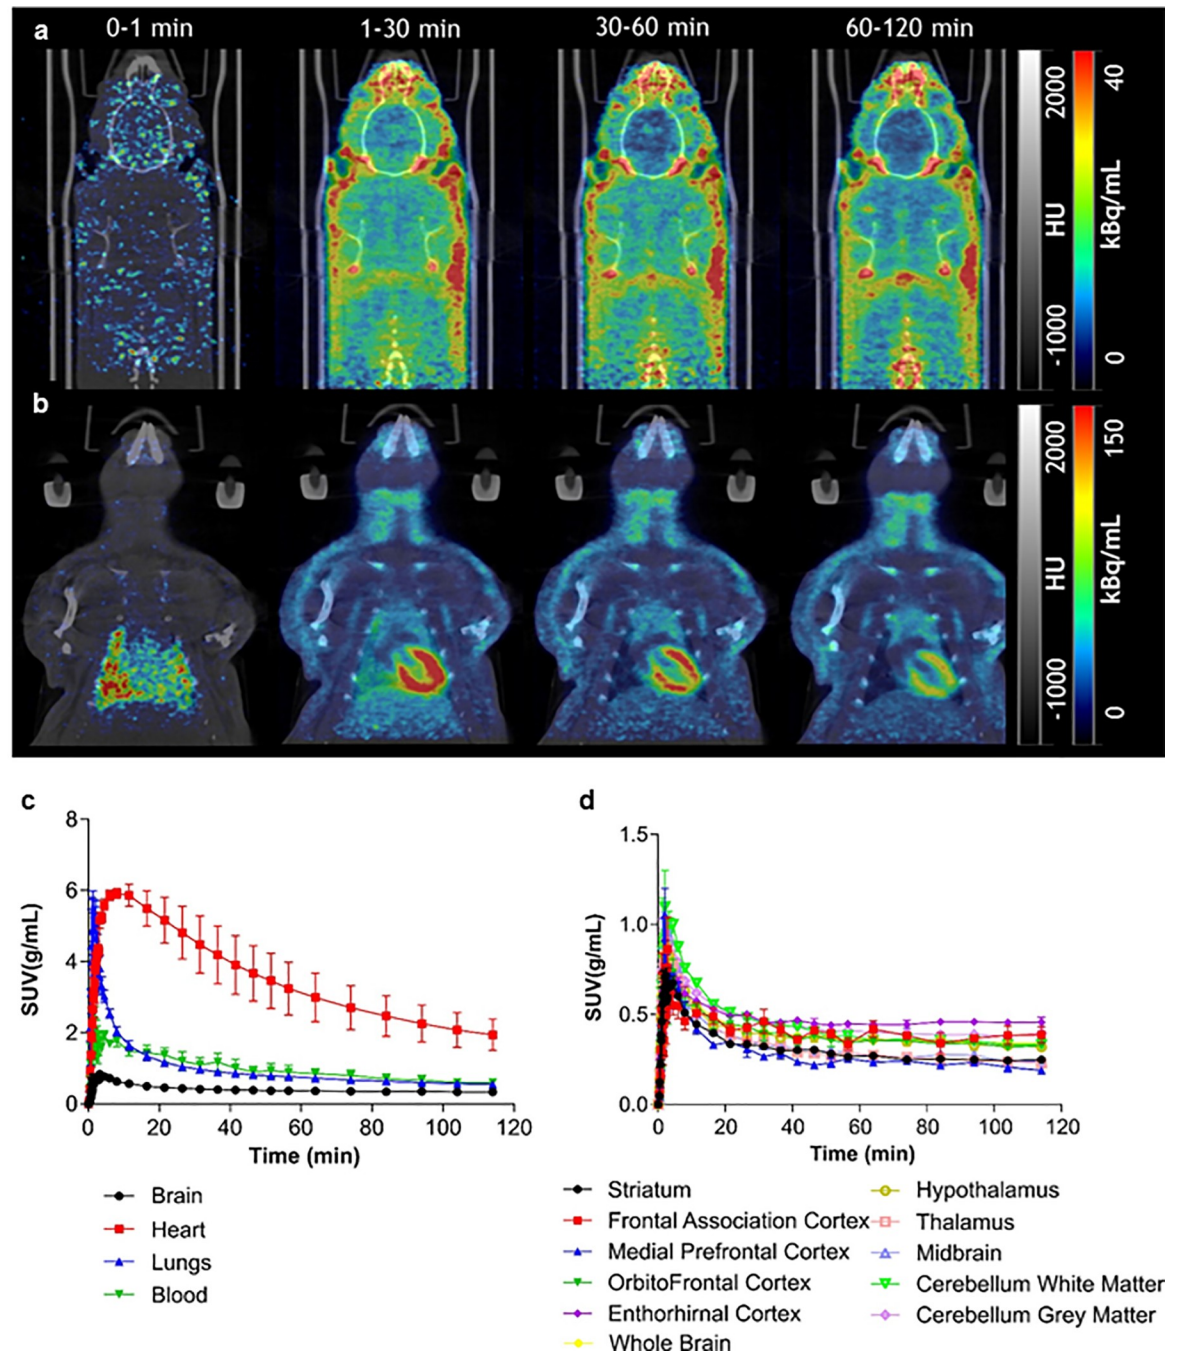 a 0-1 min 1-30 min 30-60 min 60-120 min
2000 HU -1000
40 kBq/mL 0
b
2000 HU -1000
150 kBq/mL 0
c
SUV(g/mL)
8
6
4
2
0
0 20 40 60 80 100 120
Time (min)
Brain
Heart
Lungs
Blood
d
SUV(g/mL)
1.5
1.0
0.5
0.0
0 20 40 60 80 100 120
Time (min)
Striatum
Frontal Association Cortex
Medial Prefrontal Cortex
OrbitoFrontal Cortex
Enthorhirnal Cortex
Whole Brain
Hypothalamus
Thalamus
Midbrain
Cerebellum White Matter
Cerebellum Grey Matter